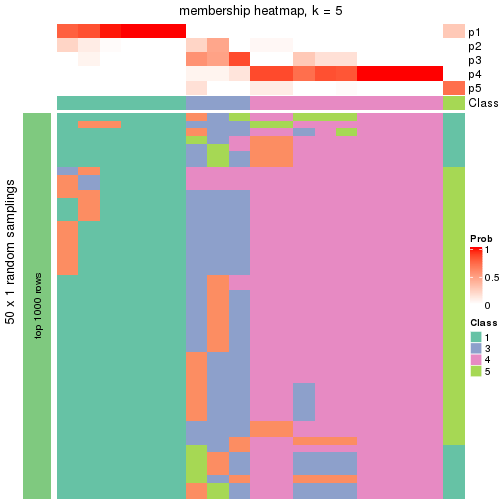 membership heatmap, k = 5
p1
p2
p3
p4
p5
Class
50 x 1 random samplings
top 1000 rows
Prob
1
0.5
0
Class
1
3
4
5